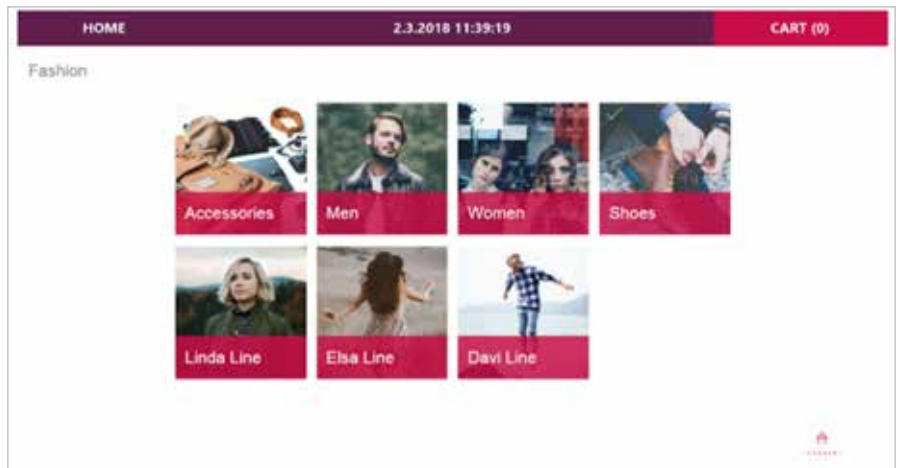 HOME 2.3.2018 11:39:19 CART (0)
Fashion
Accessories Men Women Shoes
Linda Line Elsa Line Davi Line